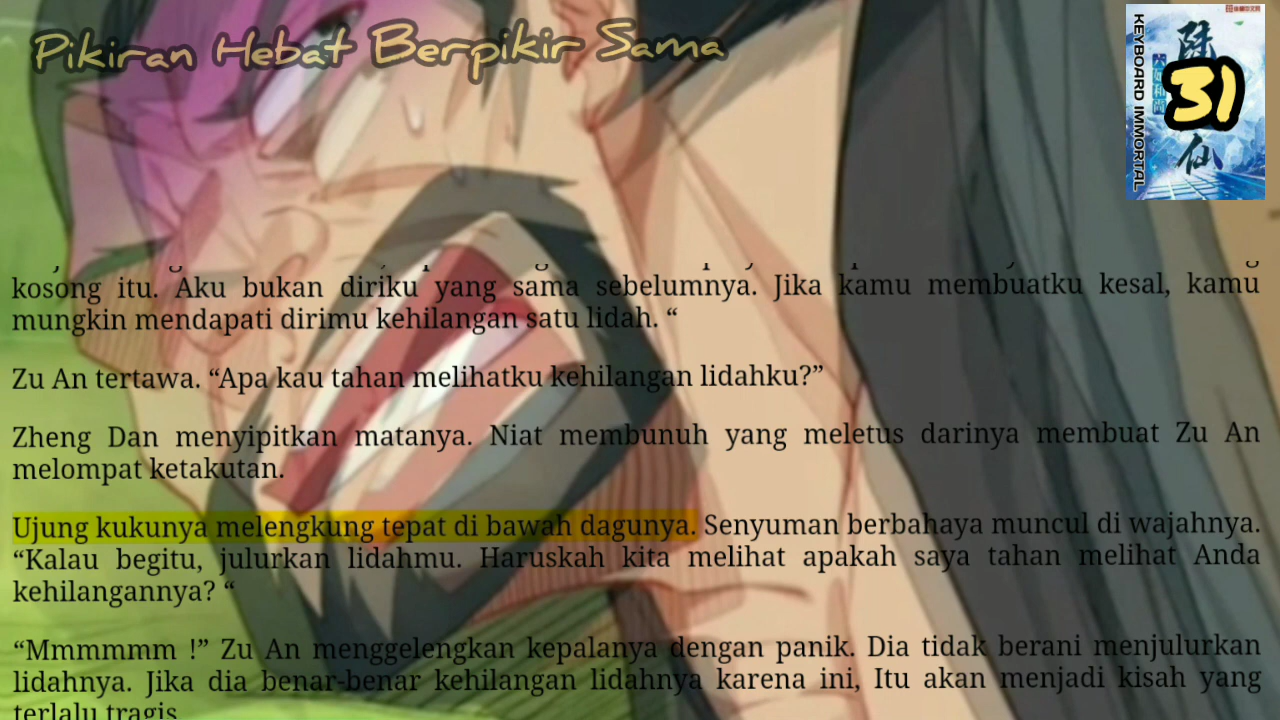 Pikiran Hebat Berpikir Sama
陆
31
仙
KEYBOARD IMMORTAL
kosong itu. Aku bukan diriku yang sama sebelumnya. Jika kamu membuatku kesal, kamu
mungkin mendapati dirimu kehilangan satu lidah. “
Zu An tertawa. “Apa kau tahan melihatku kehilangan lidahku?”
Zheng Dan menyipitkan matanya. Niat membunuh yang meletus darinya membuat Zu An
melompat ketakutan.
Ujung kukunya melengkung tepat di bawah dagunya. Senyuman berbahaya muncul di wajahnya.
“Kalau begitu, julurkan lidahmu. Haruskah kita melihat apakah saya tahan melihat Anda
kehilangannya? “
“Mmmmmm !” Zu An menggelengkan kepalanya dengan panik. Dia tidak berani menjulurkan
lidahnya. Jika dia benar-benar kehilangan lidahnya karena ini, Itu akan menjadi kisah yang
terlalu tragis